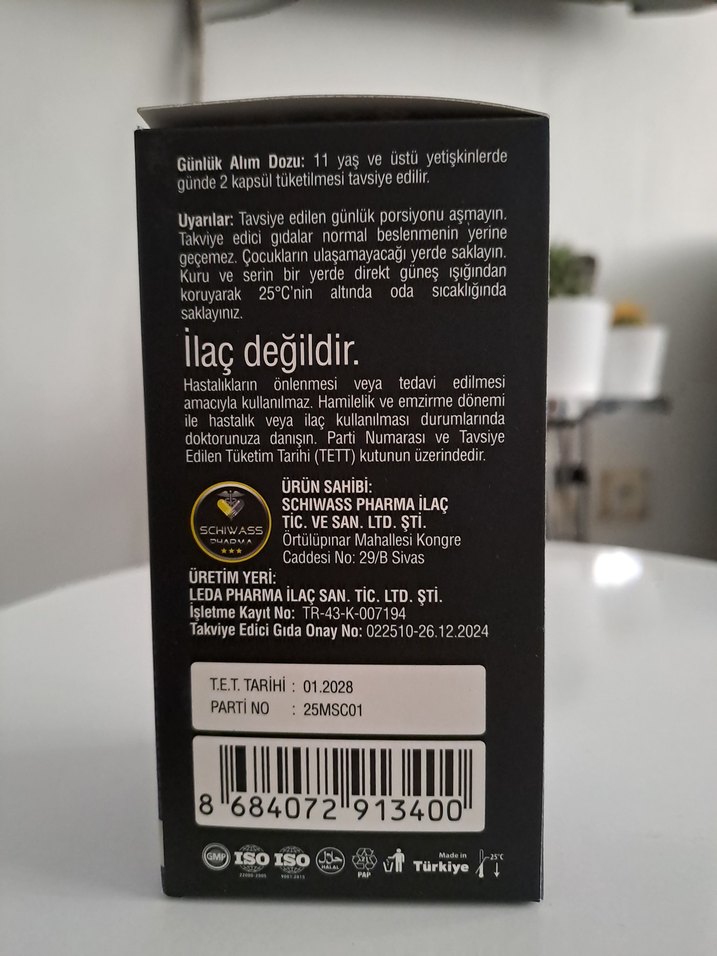 Günlük Alım Dozu: 11 yaş ve üstü yetişkinlerde
günde 2 kapsül tüketilmesi tavsiye edilir.
Uyarılar: Tavsiye edilen günlük porsiyonu aşmayın.
Takviye edici gıdalar normal beslenmenin yerine
geçemez. Çocukların ulaşamayacağı yerde saklayın.
Kuru ve serin bir yerde direkt güneş ışığından
koruyarak 25°C'nin altında oda sıcaklığında
saklayınız.
İlaç değildir.
Hastalıkların önlenmesi veya tedavi edilmesi
amacıyla kullanılmaz. Hamilelik ve emzirme dönemi
ile hastalık veya ilaç kullanılması durumlarında
doktorunuza danışın. Parti Numarası ve Tavsiye
Edilen Tüketim Tarihi (TETT) kutunun üzerindedir.
SCHIWASS
PHARMA
ÜRÜN SAHİBİ:
SCHIWASS PHARMA İLAÇ
TİC. VE SAN. LTD. ŞTİ.
Örtülüpınar Mahallesi Kongre
Caddesi No: 29/B Sivas
ÜRETİM YERİ:
LEDA PHARMA İLAÇ SAN. TİC. LTD. ŞTİ.
İşletme Kayıt No: TR-43-K-007194
Takviye Edici Gıda Onay No: 022510-26.12.2024
T.E.T. TARİHİ : 01.2028
PARTİ NO : 25MSC01
8 684072 913400
GMP ISO 22000:2005 ISO 9001:2015 حلال HALAL PAP Made in Türkiye 25°C